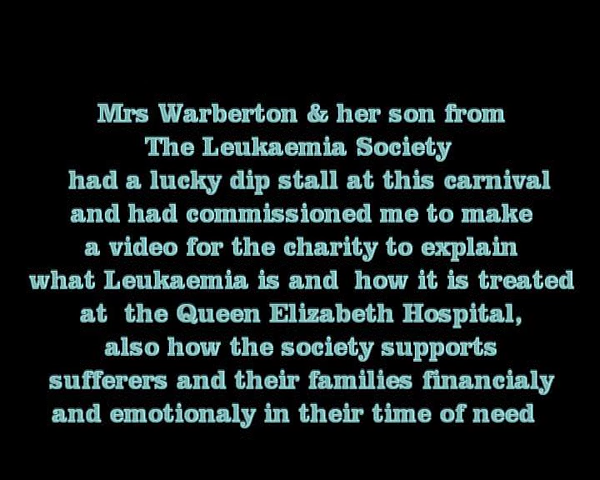 Mrs Warberton & her son from
The Leukaemia Society
had a lucky dip stall at this carnival
and had commissioned me to make
a video for the charity to explain
what Leukaemia is and how it is treated
at the Queen Elizabeth Hospital,
also how the society supports
sufferers and their families financialy
and emotionaly in their time of need